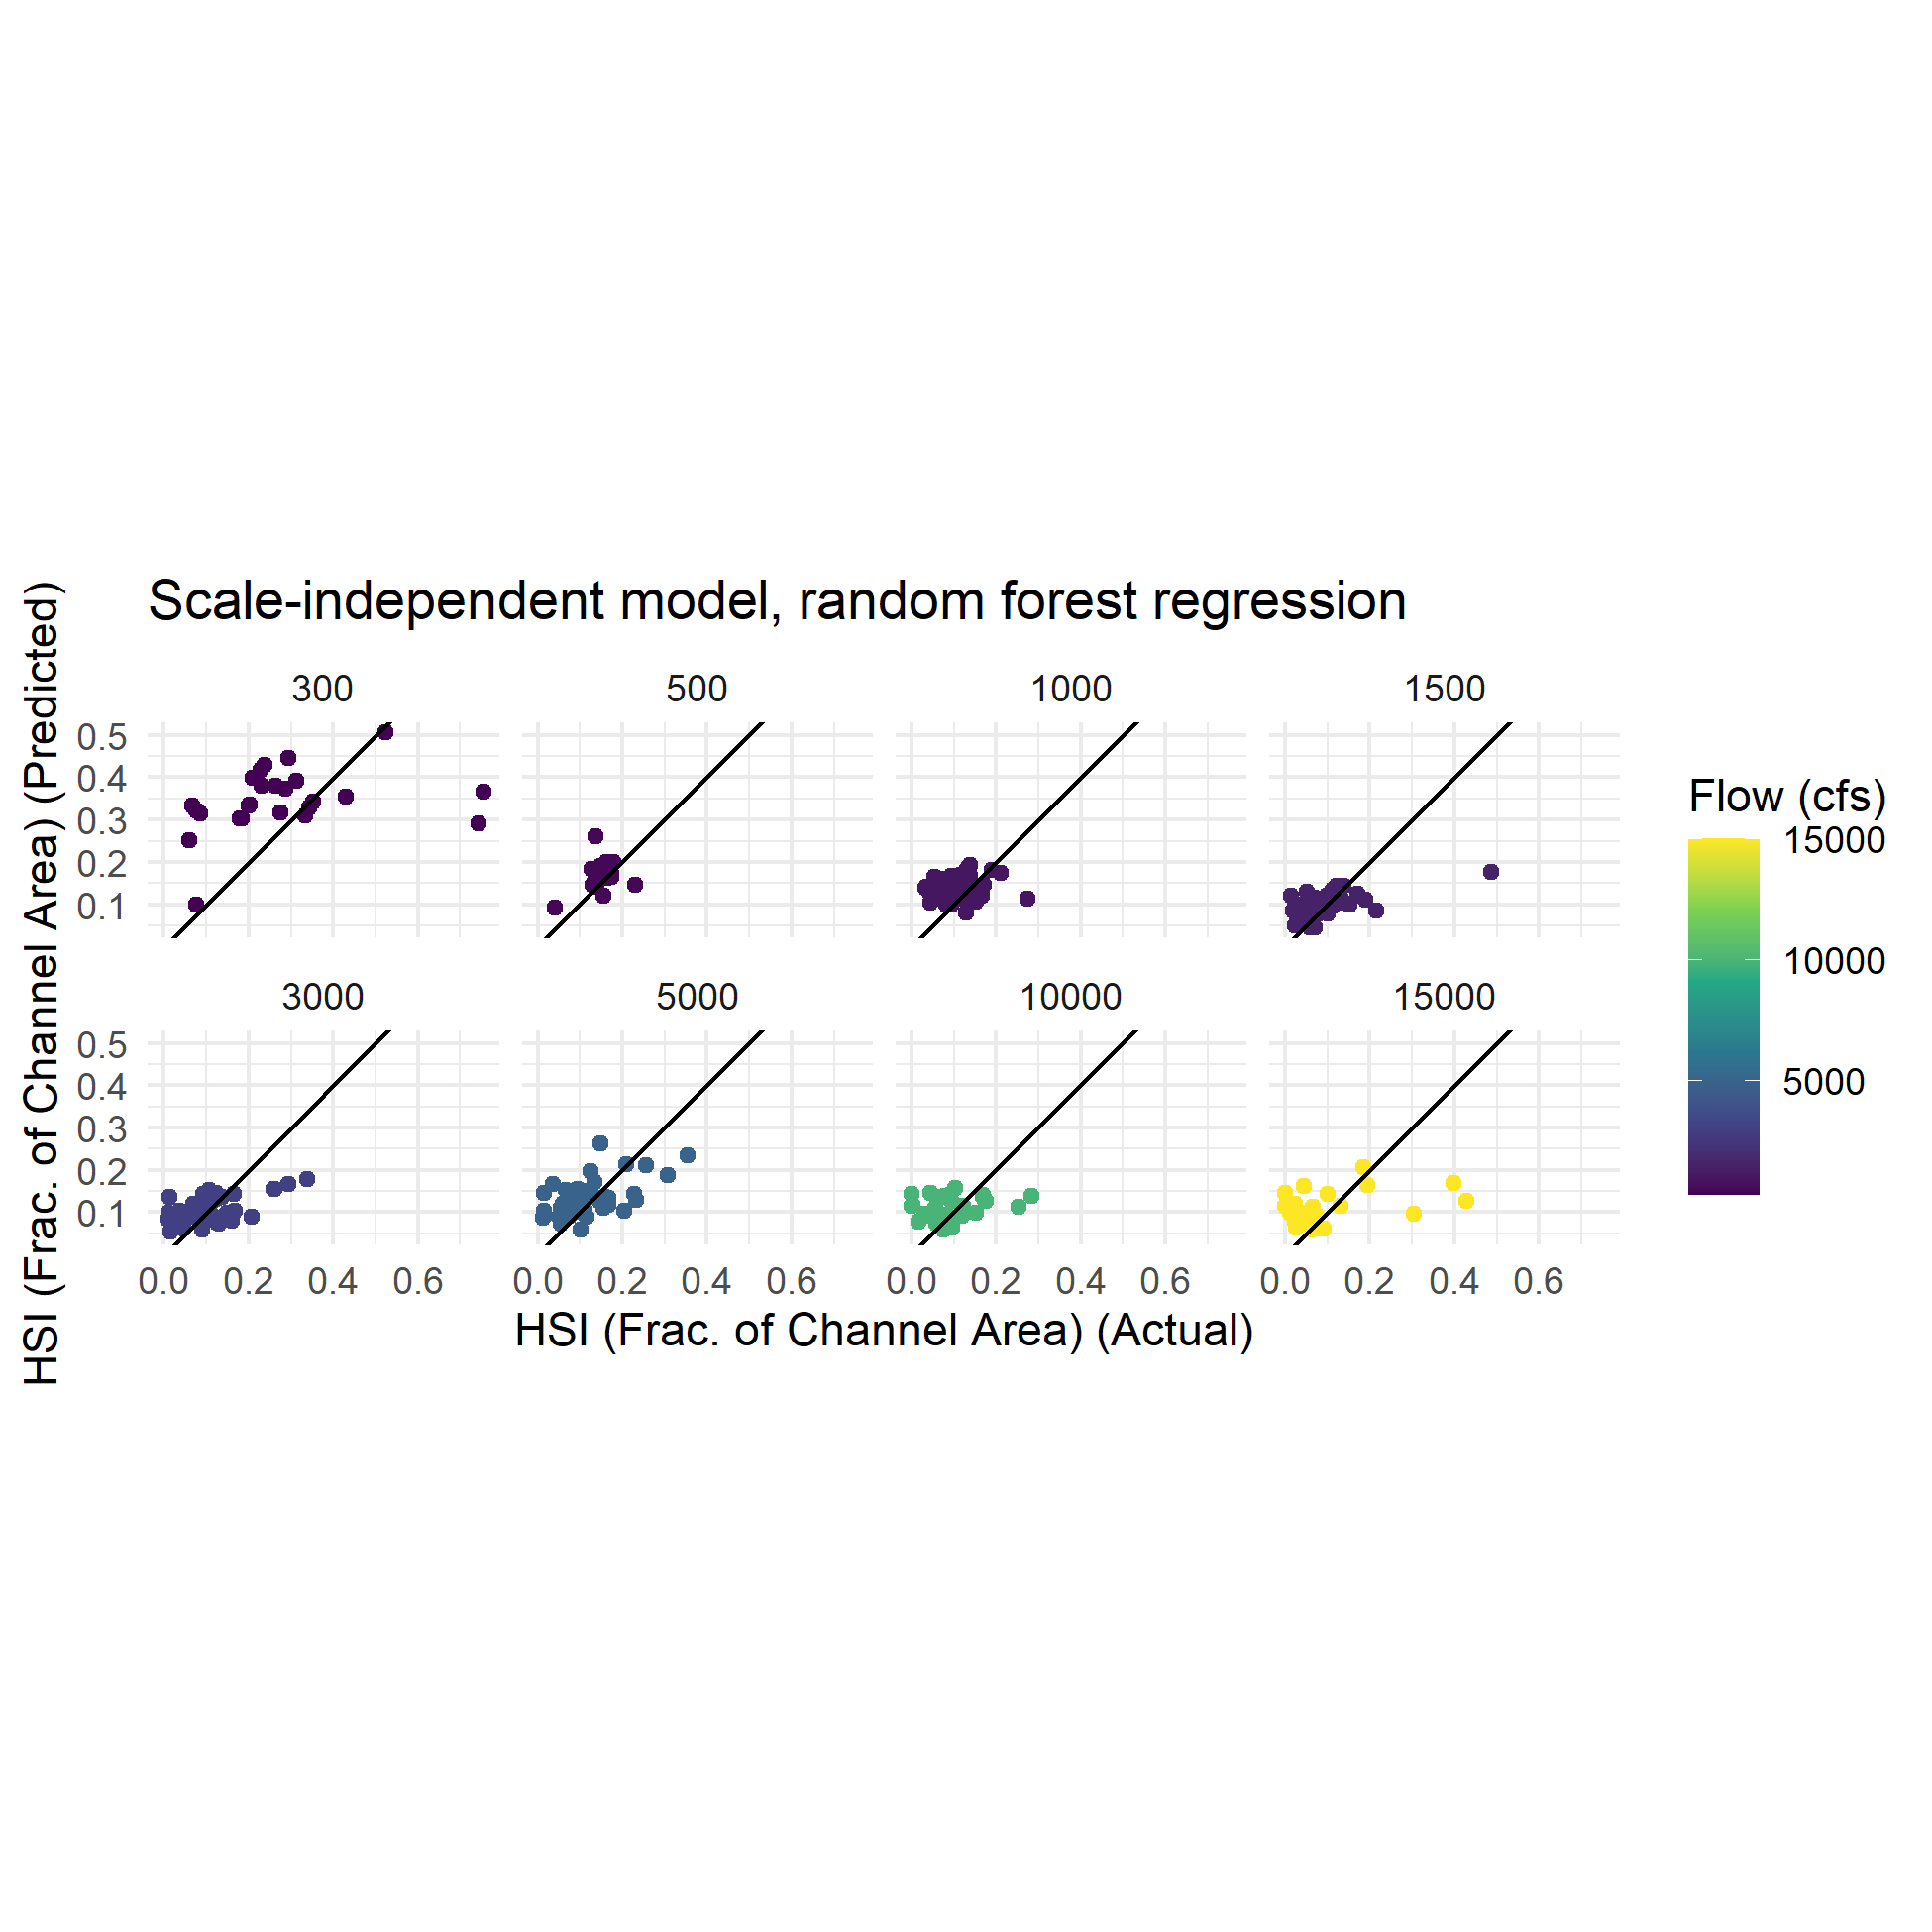 Scale-independent model, random forest regression
HSI (Frac. of Channel Area) (Predicted)
300 500 1000 1500
0.5
0.4
0.3
0.2
0.1
3000 5000 10000 15000
0.5
0.4
0.3
0.2
0.1
0.0 0.2 0.4 0.6 0.0 0.2 0.4 0.6 0.0 0.2 0.4 0.6 0.0 0.2 0.4 0.6
HSI (Frac. of Channel Area) (Actual)
Flow (cfs)
15000
10000
5000